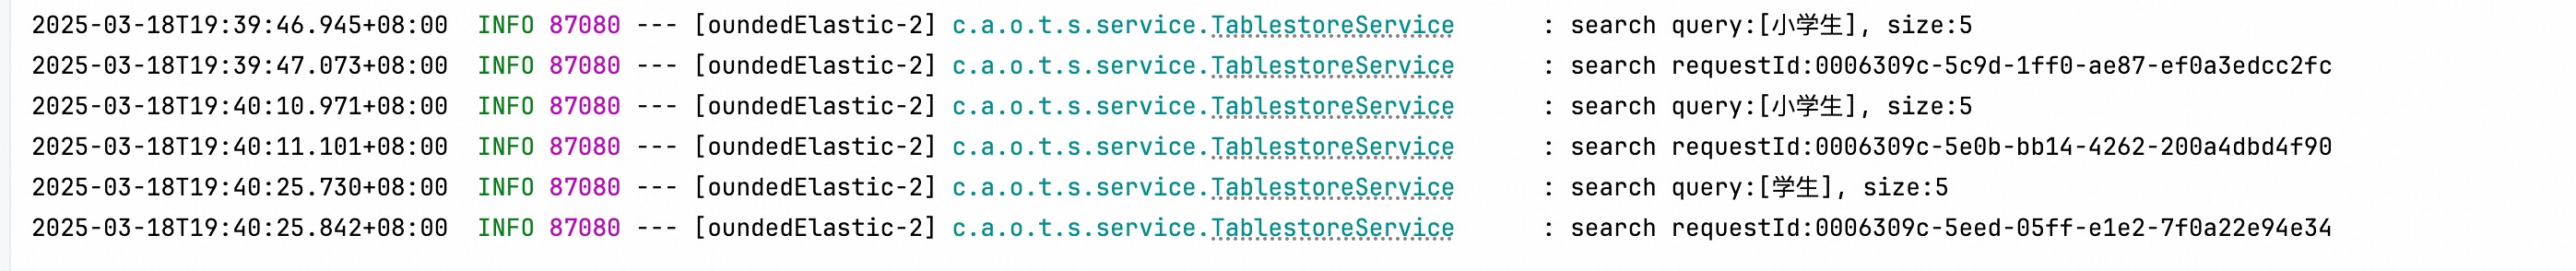 2025-03-18T19:39:46.945+08:00  INFO 87080 --- [oundedElastic-2] c.a.o.t.s.service.TablestoreService      : search query:[小学生], size:5
2025-03-18T19:39:47.073+08:00  INFO 87080 --- [oundedElastic-2] c.a.o.t.s.service.TablestoreService      : search requestId:0006309c-5c9d-1ff0-ae87-ef0a3edcc2fc
2025-03-18T19:40:10.971+08:00  INFO 87080 --- [oundedElastic-2] c.a.o.t.s.service.TablestoreService      : search query:[小学生], size:5
2025-03-18T19:40:11.101+08:00  INFO 87080 --- [oundedElastic-2] c.a.o.t.s.service.TablestoreService      : search requestId:0006309c-5e0b-bb14-4262-200a4dbd4f90
2025-03-18T19:40:25.730+08:00  INFO 87080 --- [oundedElastic-2] c.a.o.t.s.service.TablestoreService      : search query:[学生], size:5
2025-03-18T19:40:25.842+08:00  INFO 87080 --- [oundedElastic-2] c.a.o.t.s.service.TablestoreService      : search requestId:0006309c-5eed-05ff-e1e2-7f0a22e94e34